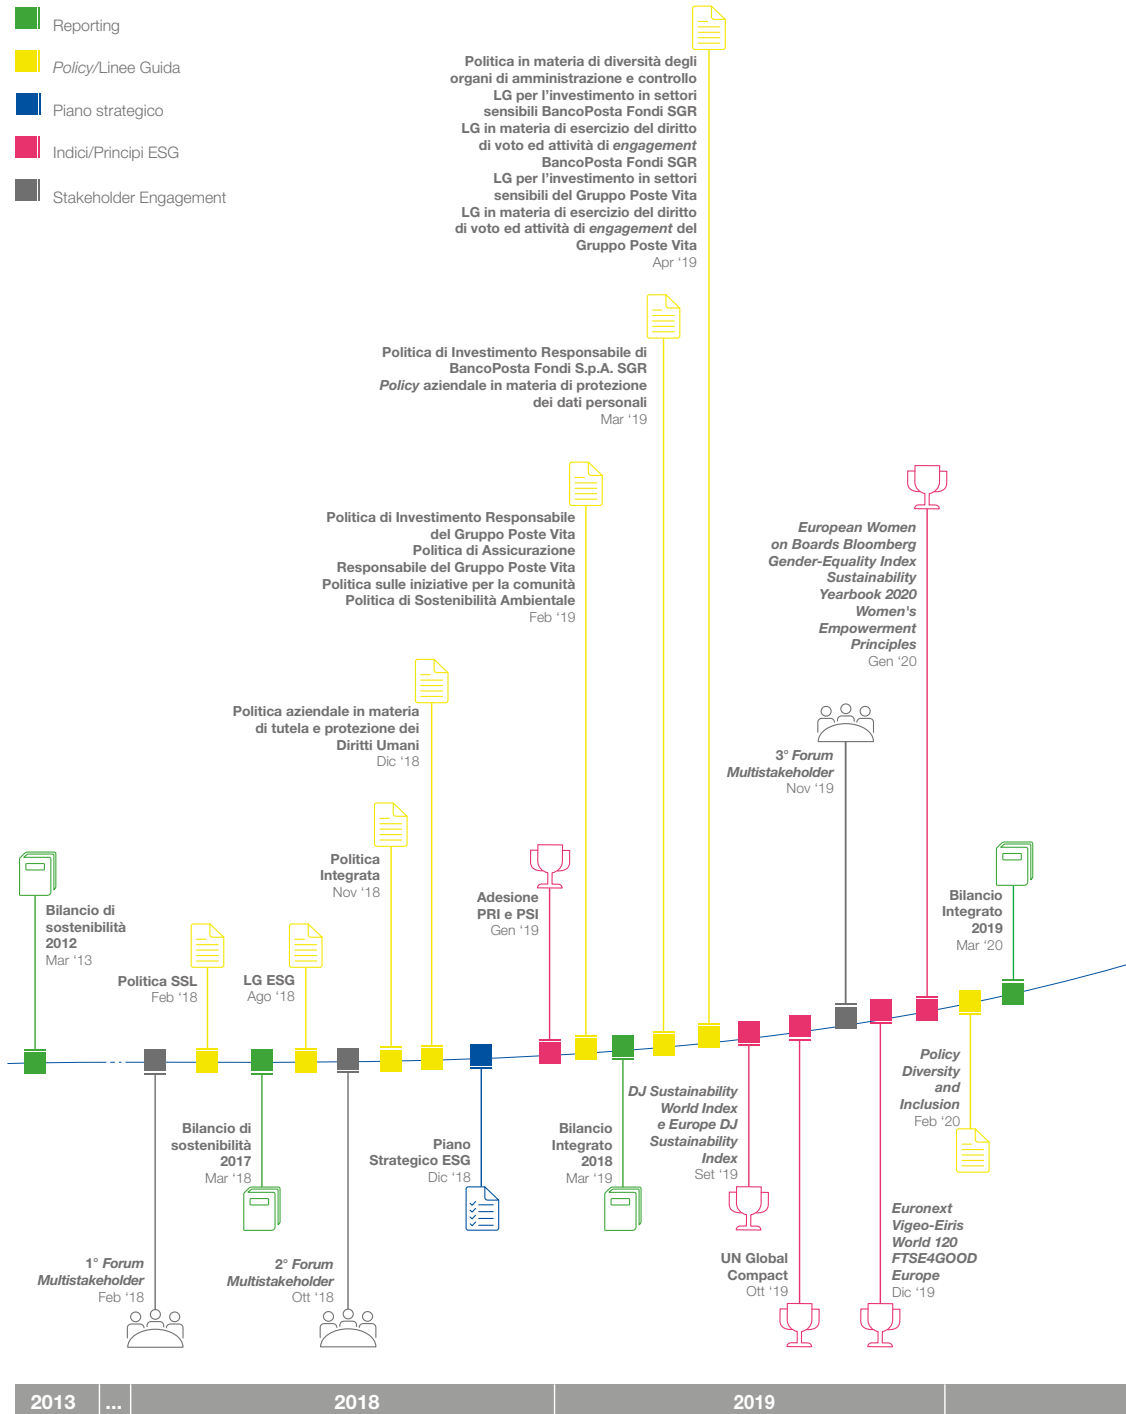 Reporting
Policy/Linee Guida
Piano strategico
Indici/Principi ESG
Stakeholder Engagement
Politica in materia di diversità degli
organi di amministrazione e controllo
LG per l’investimento in settori
sensibili BancoPosta Fondi SGR
LG in materia di esercizio del diritto
di voto ed attività di engagement
BancoPosta Fondi SGR
LG per l’investimento in settori
sensibili del Gruppo Poste Vita
LG in materia di esercizio del diritto
di voto ed attività di engagement del
Gruppo Poste Vita
Apr ‘19
Politica di Investimento Responsabile di
BancoPosta Fondi S.p.A. SGR
Policy aziendale in materia di protezione
dei dati personali
Mar ‘19
Politica di Investimento Responsabile
del Gruppo Poste Vita
Politica di Assicurazione
Responsabile del Gruppo Poste Vita
Politica sulle iniziative per la comunità
Politica di Sostenibilità Ambientale
Feb ‘19
European Women
on Boards Bloomberg
Gender-Equality Index
Sustainability
Yearbook 2020
Women's
Empowerment
Principles
Gen ‘20
Politica aziendale in materia
di tutela e protezione dei
Diritti Umani
Dic ‘18
3° Forum
Multistakeholder
Nov ‘19
Politica
Integrata
Nov ‘18
Adesione
PRI e PSI
Gen ‘19
Bilancio
Integrato
2019
Mar ‘20
Bilancio di
sostenibilità
2012
Mar ‘13
Politica SSL
Feb ‘18
LG ESG
Ago ‘18
Policy
Diversity
and
Inclusion
Feb ‘20
DJ Sustainability
World Index
e Europe DJ
Sustainability
Index
Set ‘19
Bilancio di
sostenibilità
2017
Mar ‘18
Piano
Strategico ESG
Dic ‘18
Bilancio
Integrato
2018
Mar ‘19
Euronext
Vigeo-Eiris
World 120
FTSE4GOOD
Europe
Dic ‘19
1° Forum
Multistakeholder
Feb ‘18
2° Forum
Multistakeholder
Ott ‘18
UN Global
Compact
Ott ‘19
2013
...
2018
2019